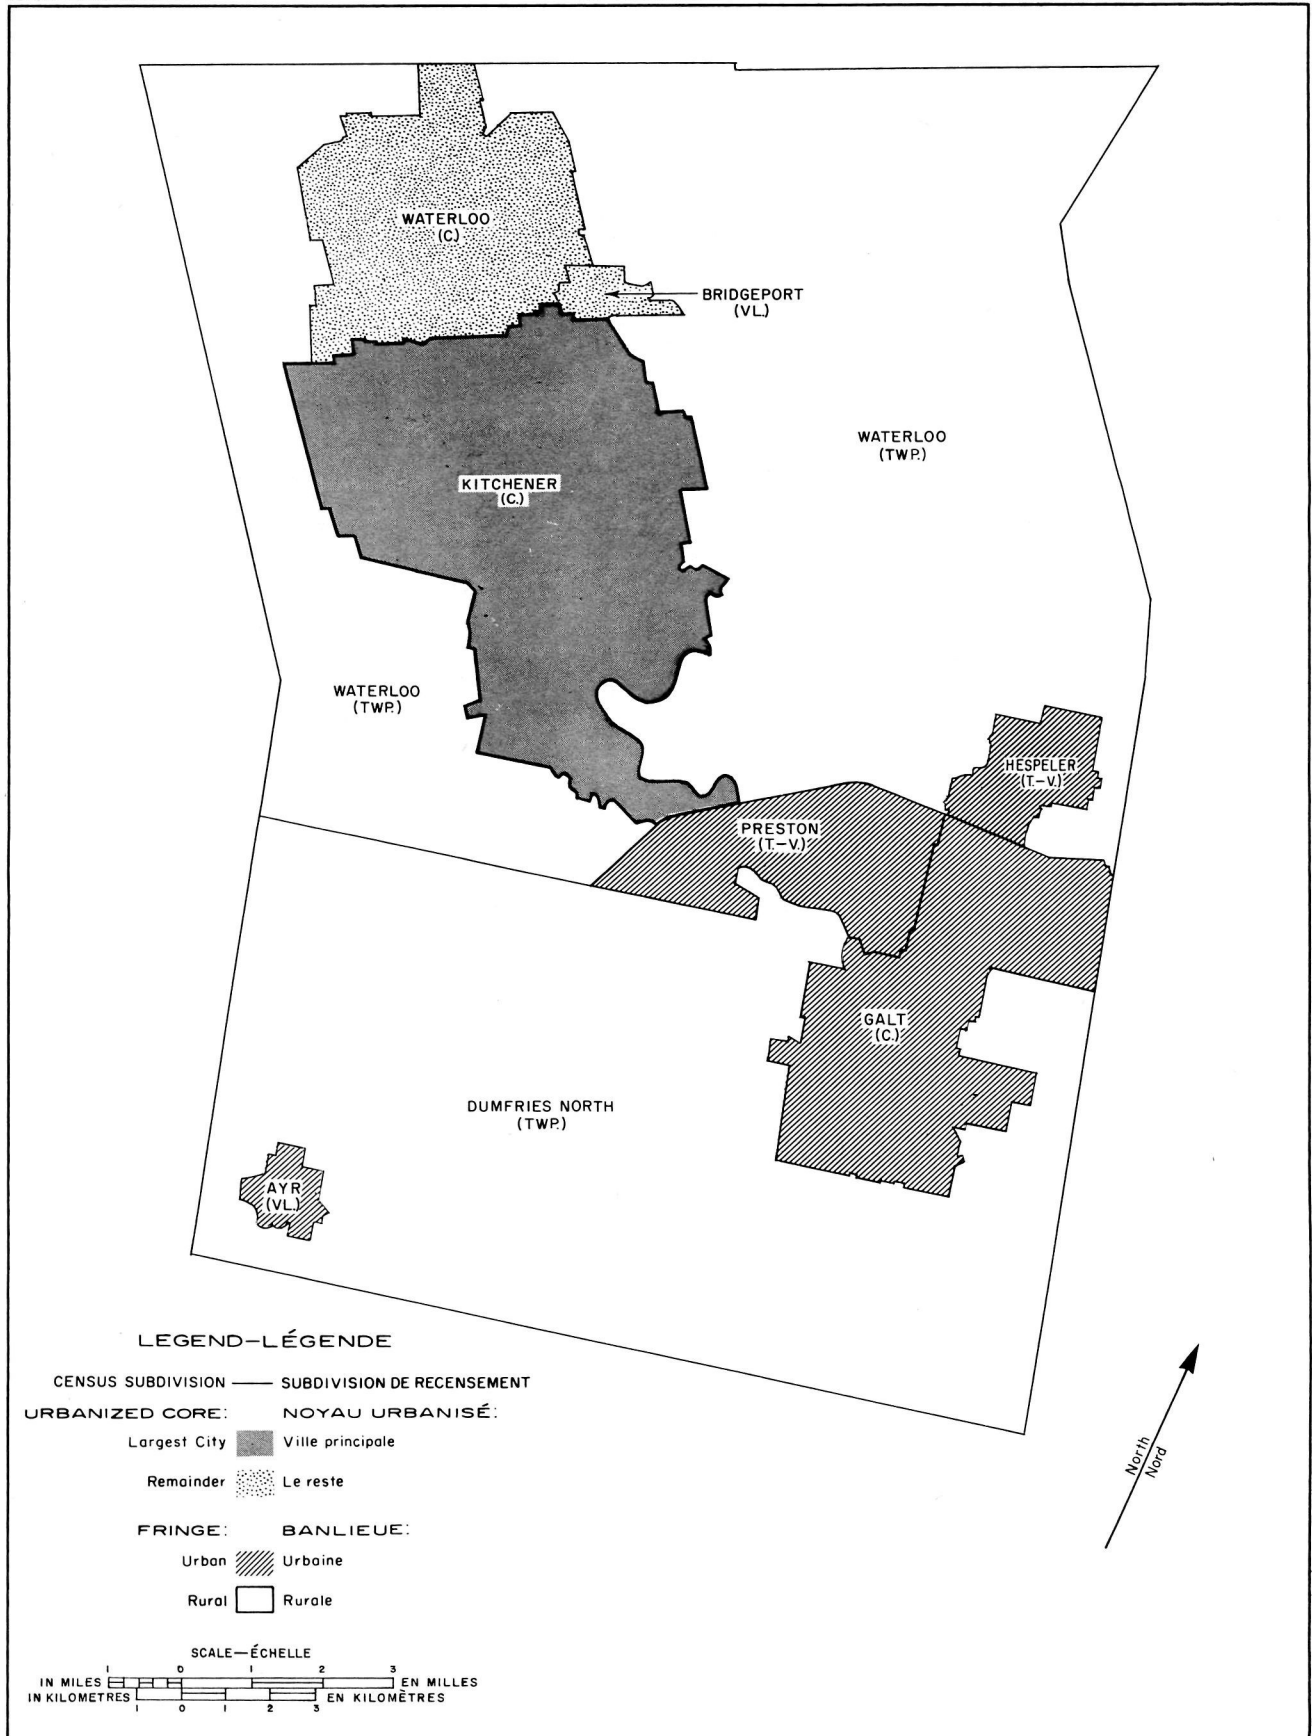 WATERLOO
(C.)
BRIDGEPORT
(VL.)
WATERLOO
(TWP.)
KITCHENER
(C.)
WATERLOO
(TWP.)
HESPELER
(T.-V.)
PRESTON
(T.-V.)
GALT
(C.)
DUMFRIES NORTH
(TWP.)
AYR
(VL.)
LEGEND-LÉGENDE
CENSUS SUBDIVISION SUBDIVISION DE RECENSEMENT
URBANIZED CORE: NOYAU URBANISÉ:
Largest City Ville principale
Remainder Le reste
FRINGE: BANLIEUE:
Urban Urbaine
Rural Rurale
North
Nord
SCALE—ÉCHELLE
1 0 1 2 3
IN MILES EN MILLES
IN KILOMETRES EN KILOMÈTRES
1 0 1 2 3